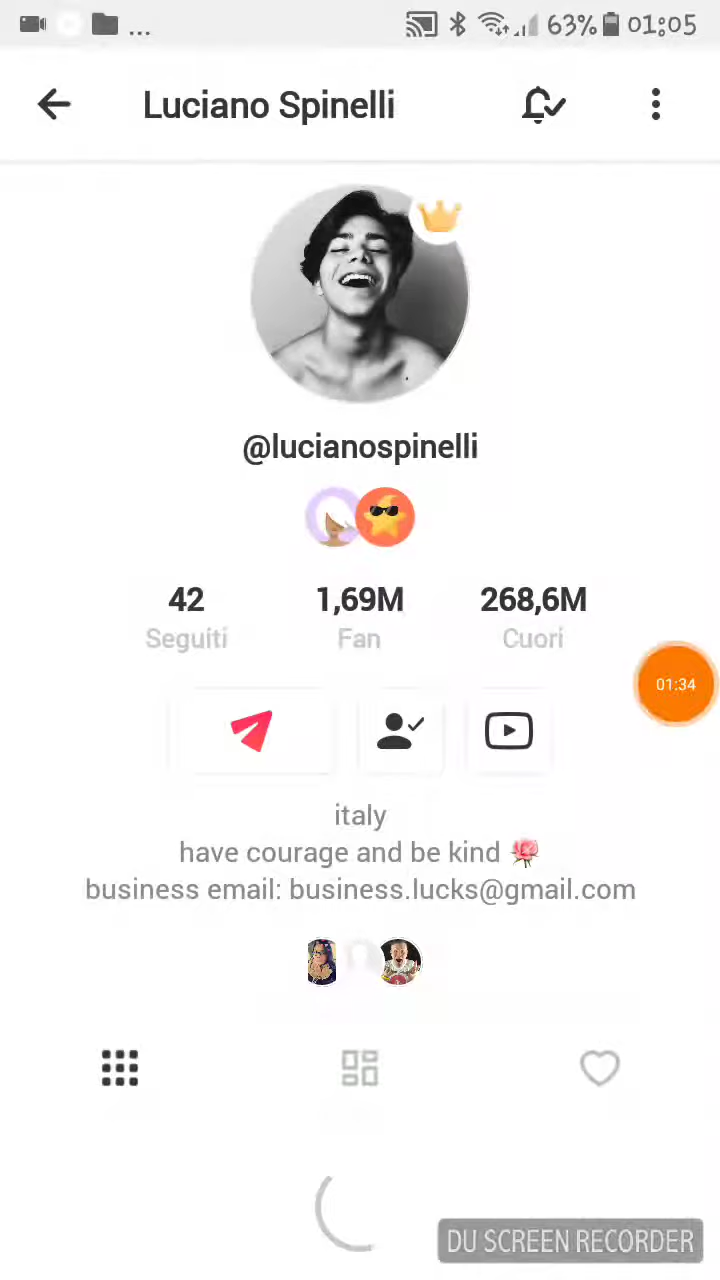 ... 63% 01:05
Luciano Spinelli
@lucianospinelli
42 1,69M 268,6M
Seguiti Fan Cuori
01:34
italy
have courage and be kind 🌹
business email: business.lucks@gmail.com
DU SCREEN RECORDER